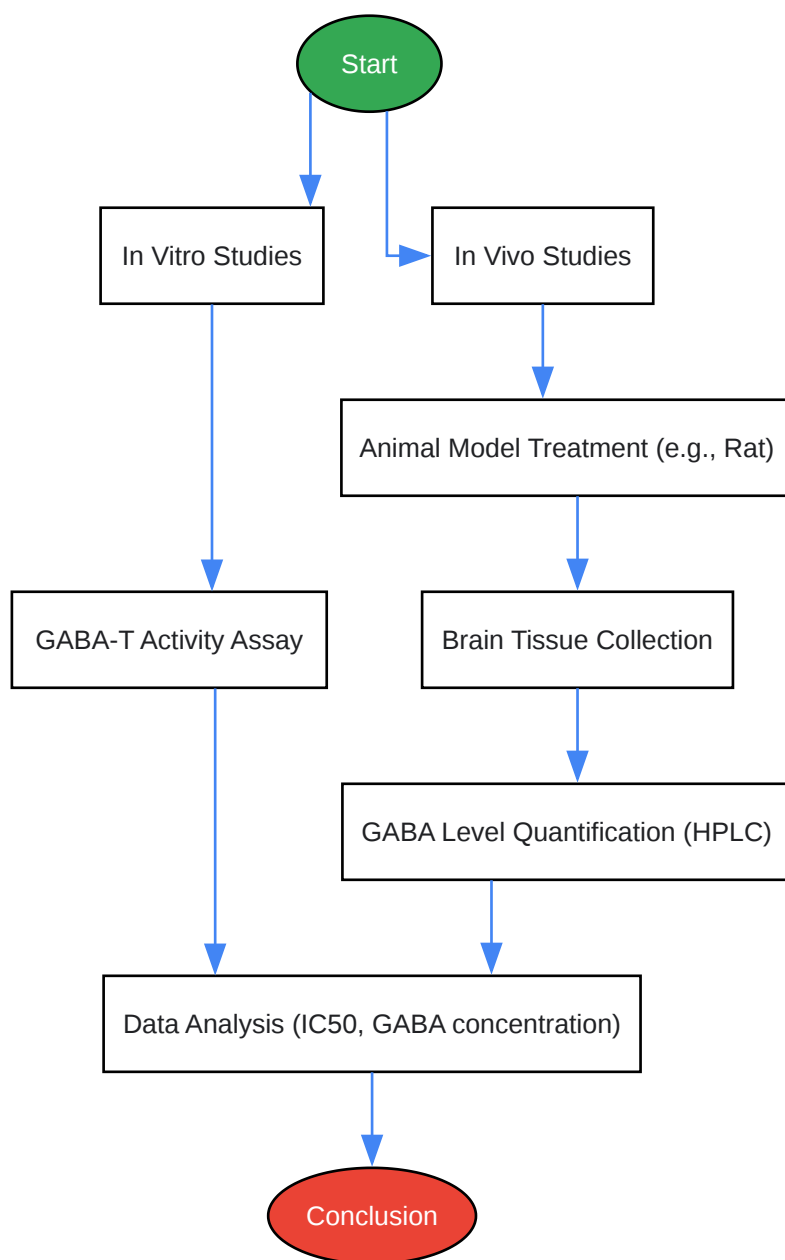 Start
In Vitro Studies
In Vivo Studies
Animal Model Treatment (e.g., Rat)
GABA-T Activity Assay
Brain Tissue Collection
GABA Level Quantification (HPLC)
Data Analysis (IC50, GABA concentration)
Conclusion